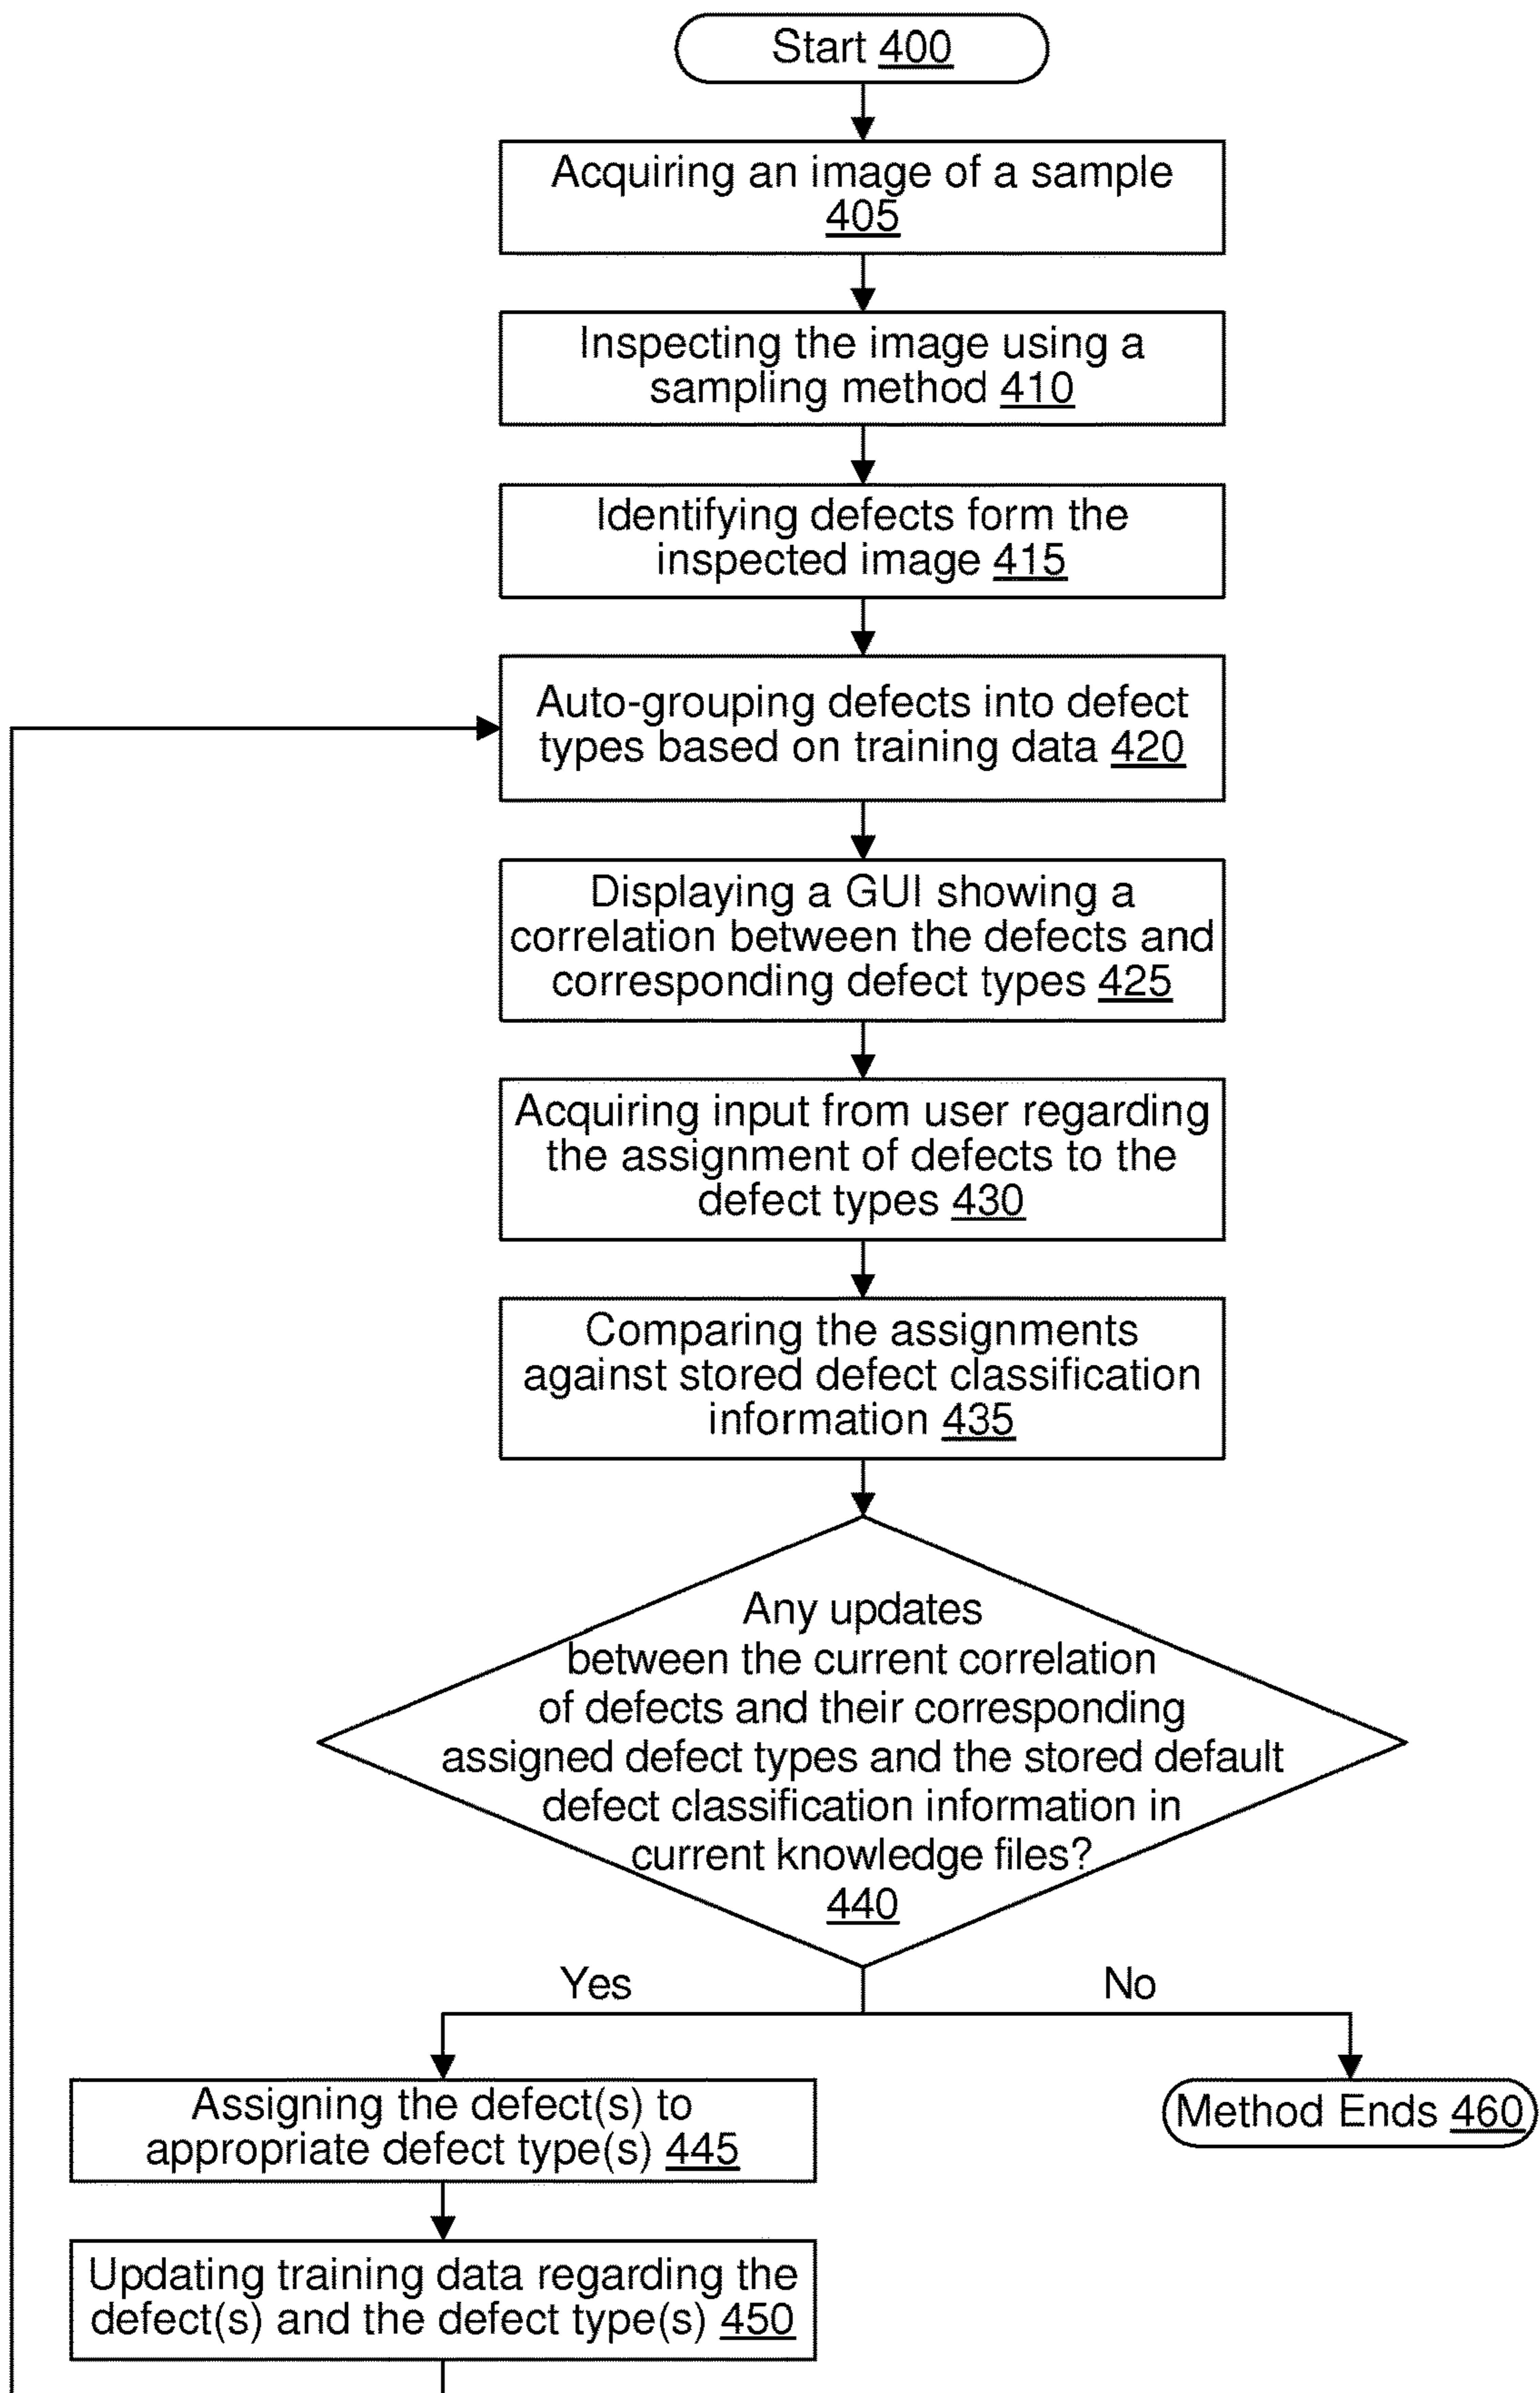 Start 400
Acquiring an image of a sample
405
Inspecting the image using a
sampling method 410
Identifying defects form the
inspected image 415
Auto-grouping defects into defect
types based on training data 420
Displaying a GUI showing a
correlation between the defects and
corresponding defect types 425
Acquiring input from user regarding
the assignment of defects to the
defect types 430
Comparing the assignments
against stored defect classification
information 435
Any updates
between the current correlation
of defects and their corresponding
assigned defect types and the stored default
defect classification information in
current knowledge files?
440
Yes
No
Assigning the defect(s) to
appropriate defect type(s) 445
Method Ends 460
Updating training data regarding the
defect(s) and the defect type(s) 450